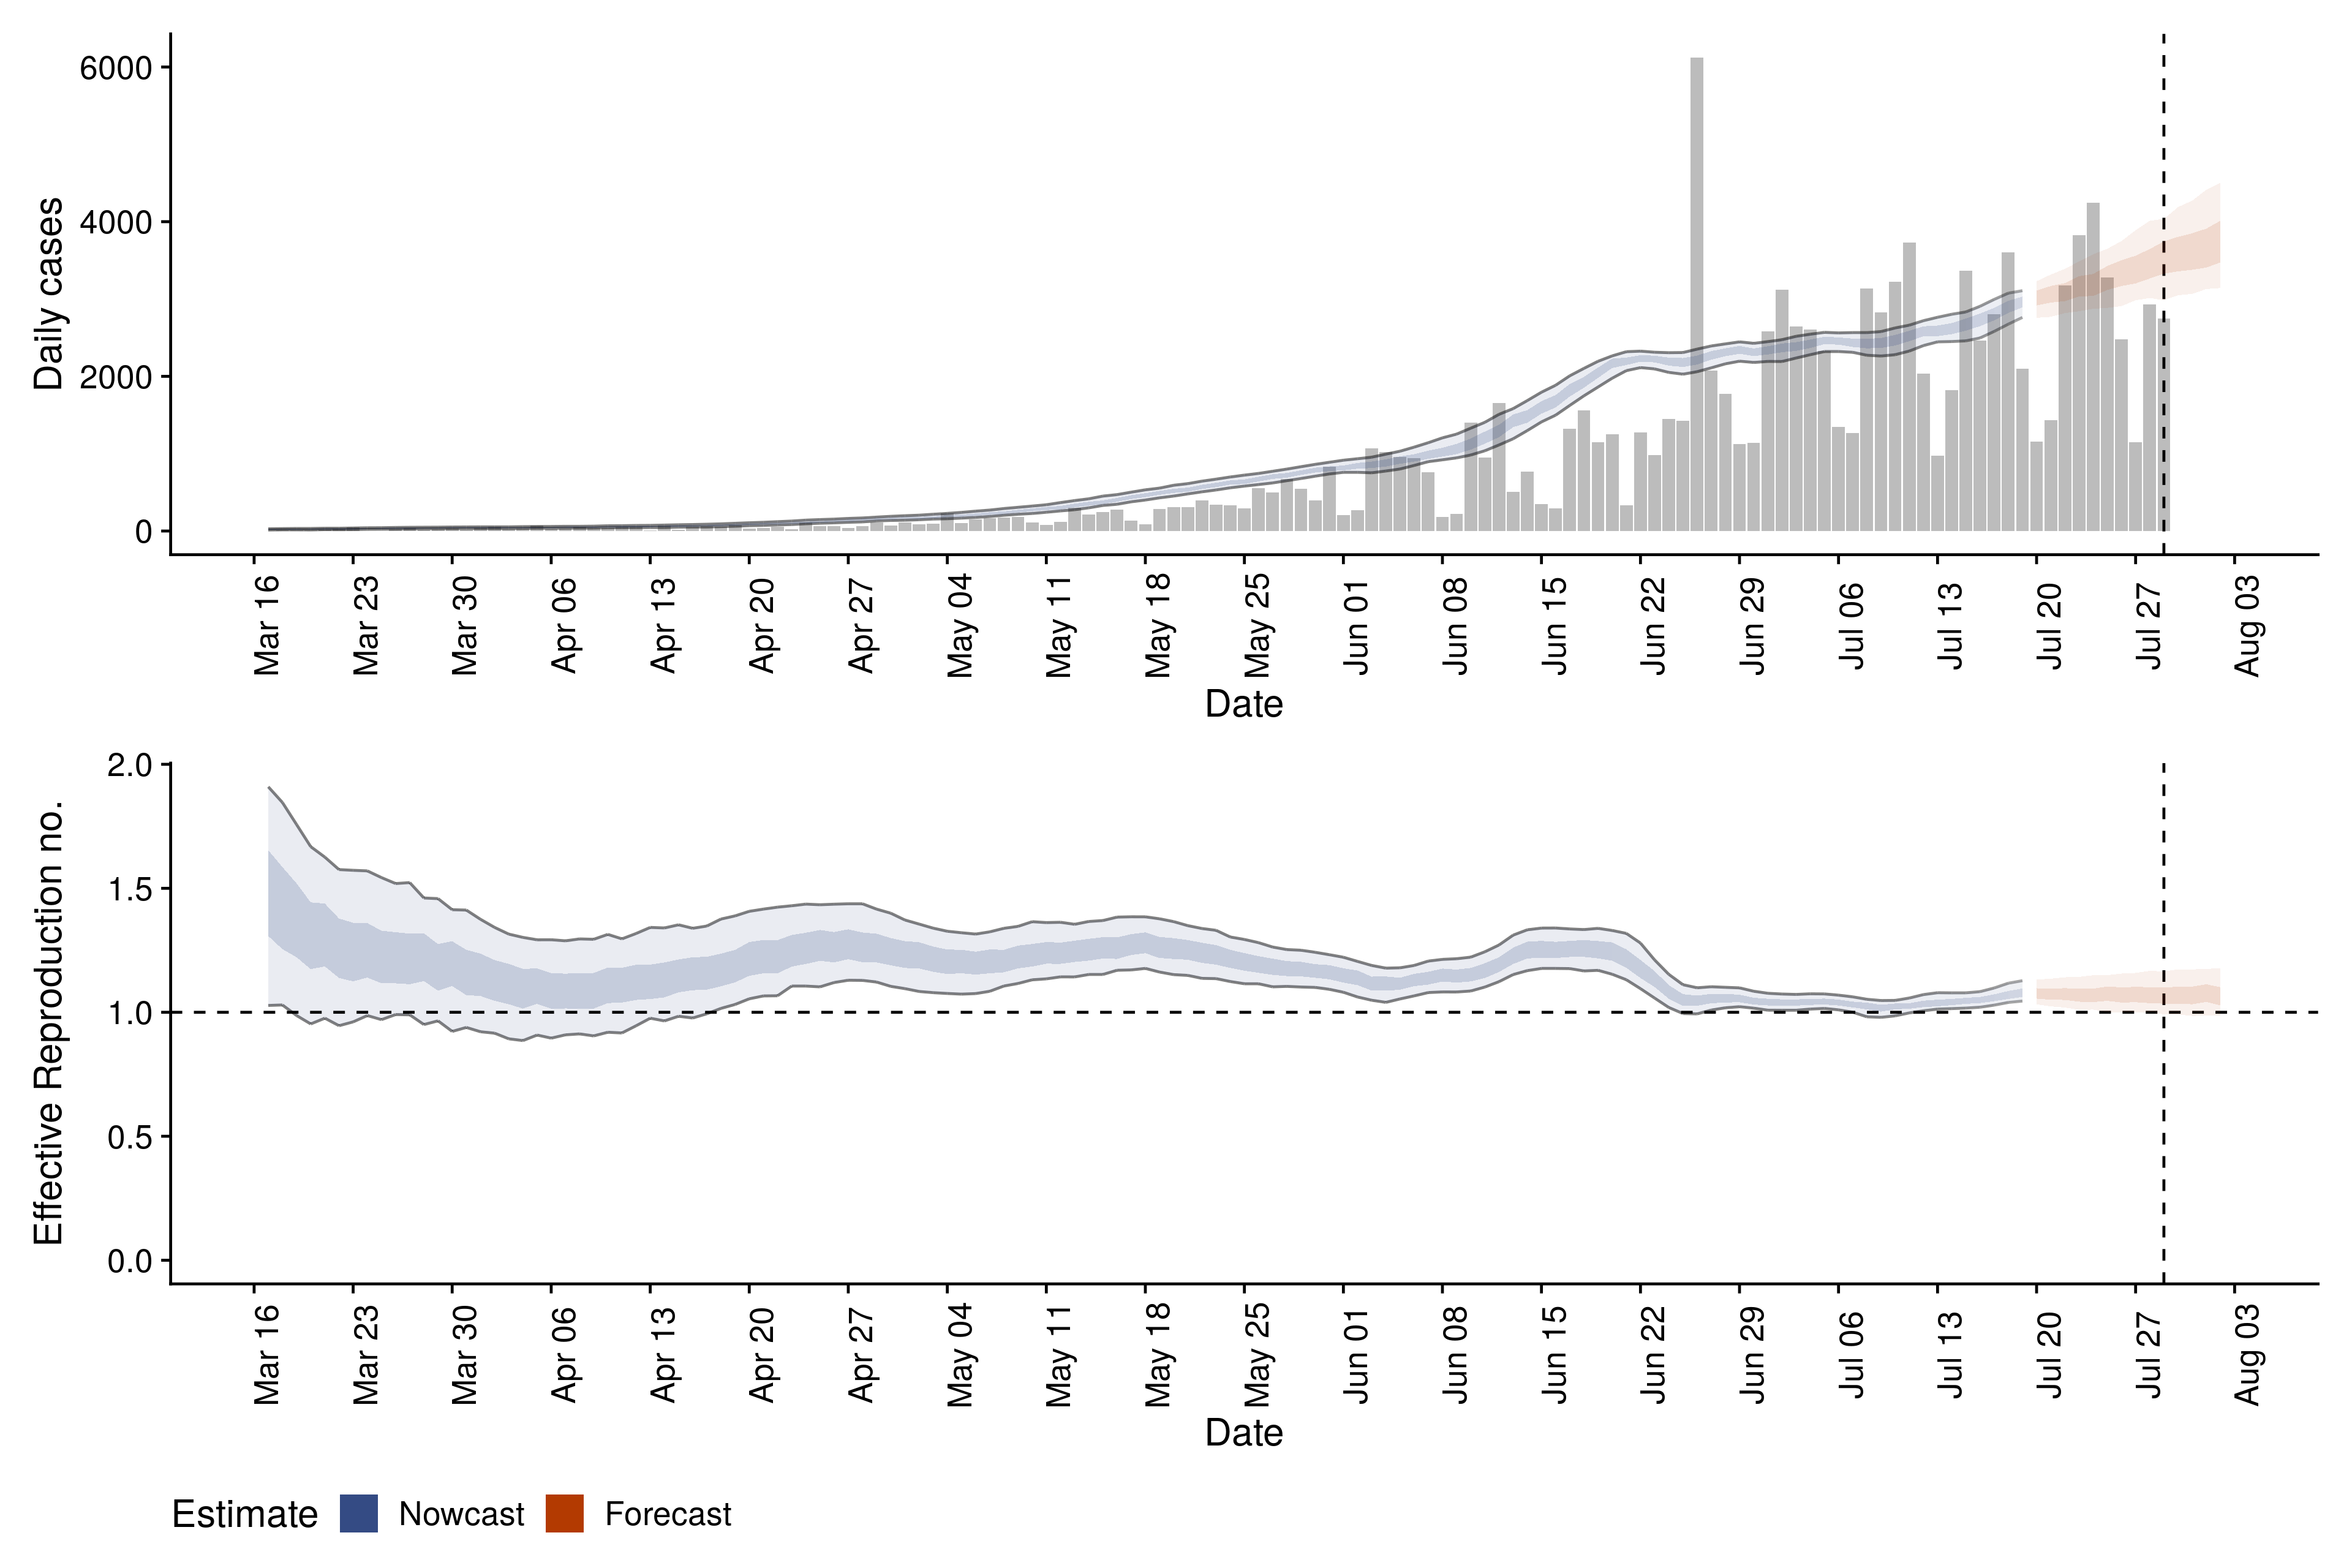 Daily cases
6000
4000
2000
0
Mar 16
Mar 23
Mar 30
Apr 06
Apr 13
Apr 20
Apr 27
May 04
May 11
May 18
May 25
Jun 01
Jun 08
Jun 15
Jun 22
Jun 29
Jul 06
Jul 13
Jul 20
Jul 27
Aug 03
Date
Effective Reproduction no.
2.0
1.5
1.0
0.5
0.0
Mar 16
Mar 23
Mar 30
Apr 06
Apr 13
Apr 20
Apr 27
May 04
May 11
May 18
May 25
Jun 01
Jun 08
Jun 15
Jun 22
Jun 29
Jul 06
Jul 13
Jul 20
Jul 27
Aug 03
Date
Estimate Nowcast Forecast